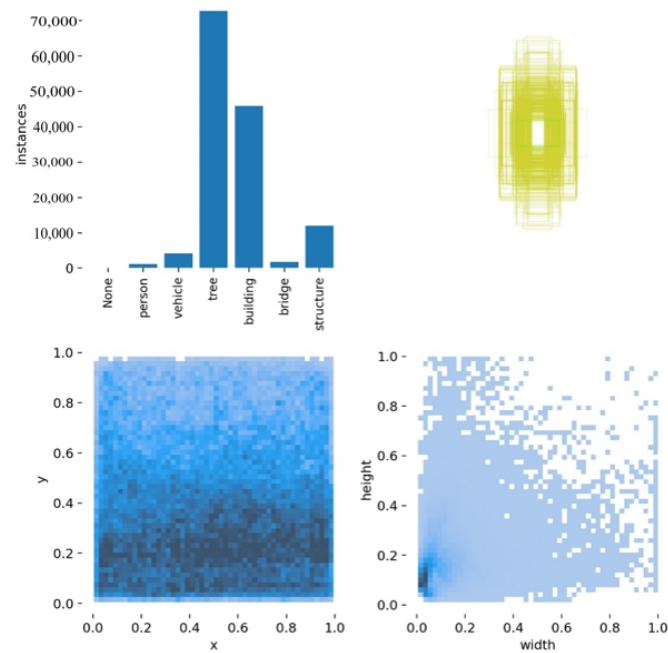 70,000
60,000
50,000
40,000
30,000
20,000
10,000
0
instances
None
person
vehicle
tree
building
bridge
structure
1.0
0.8
0.6
0.4
0.2
0.0
y
0.0 0.2 0.4 0.6 0.8 1.0
x
1.0
0.8
0.6
0.4
0.2
0.0
height
0.0 0.2 0.4 0.6 0.8 1.0
width